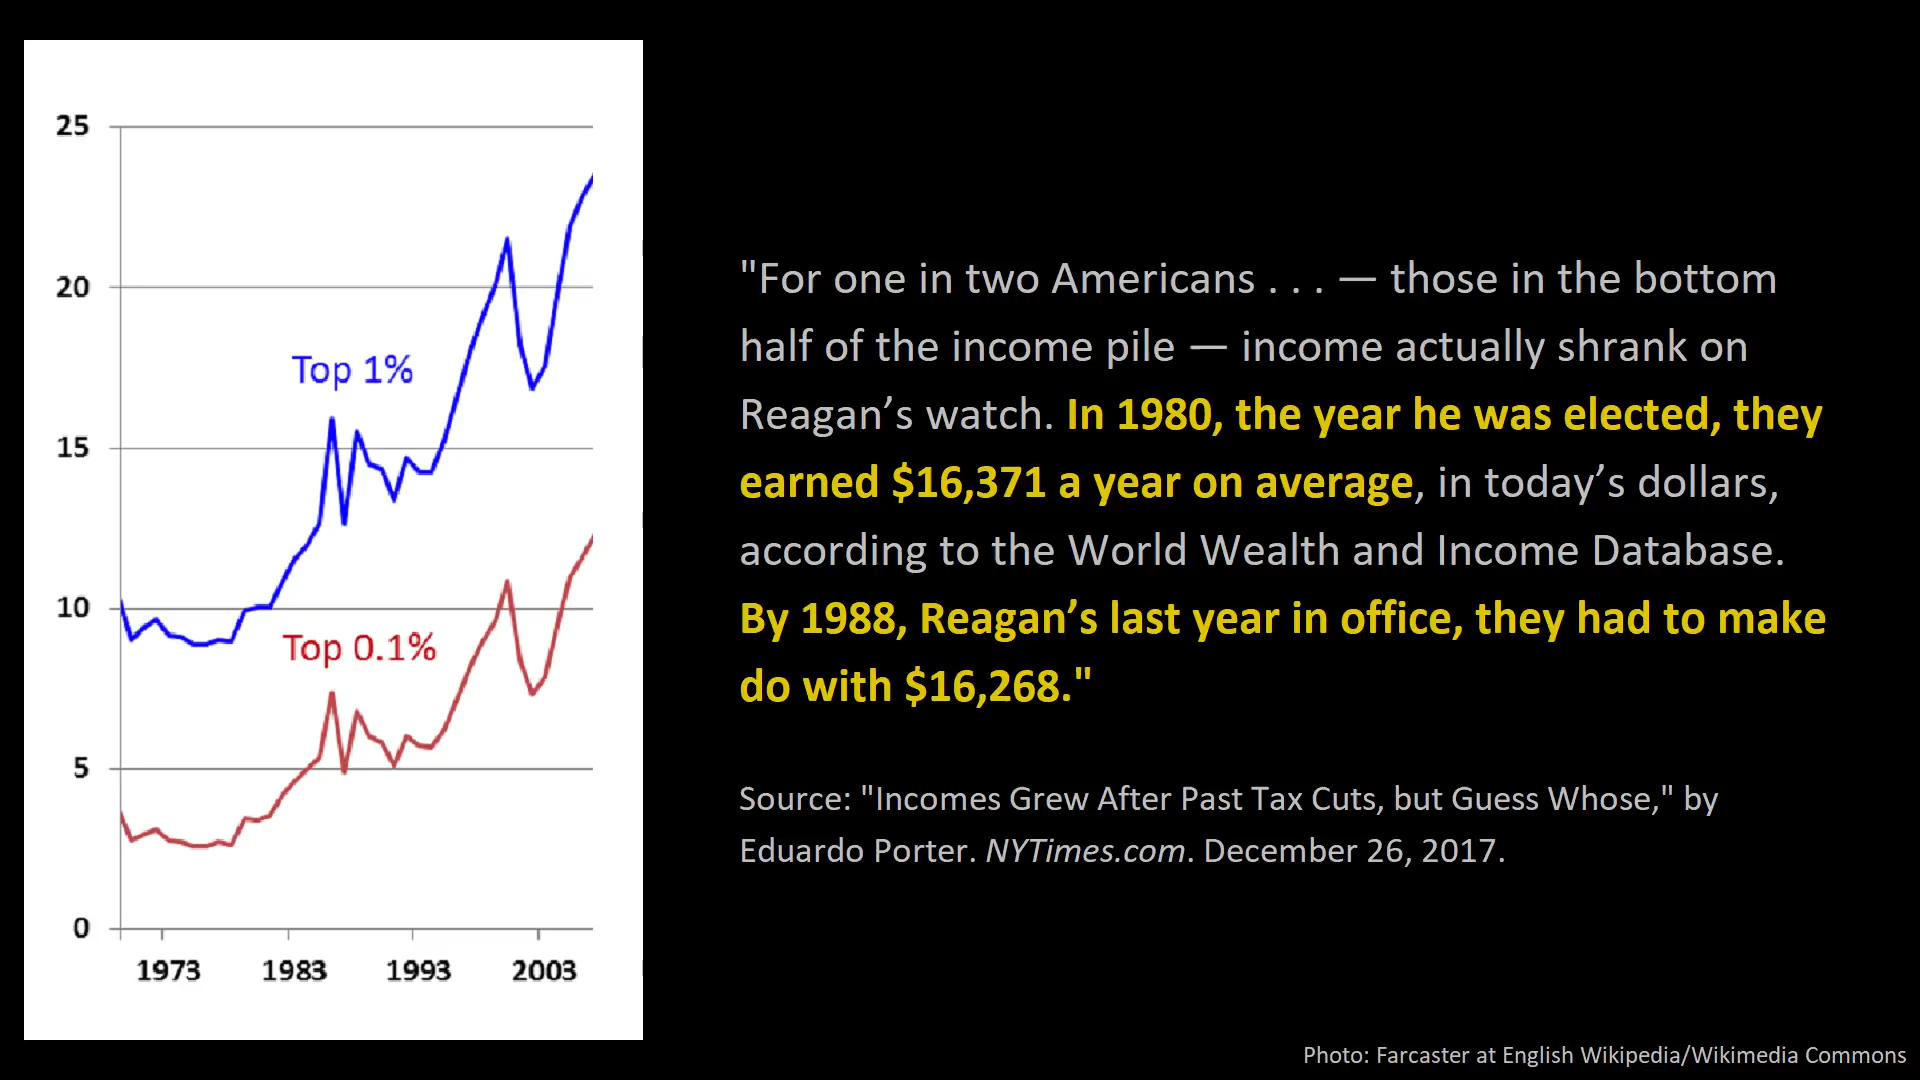 25
20
15
10
5
0
Top 1%
Top 0.1%
1973 1983 1993 2003
"For one in two Americans . . . — those in the bottom
half of the income pile — income actually shrank on
Reagan’s watch. In 1980, the year he was elected, they
earned $16,371 a year on average, in today’s dollars,
according to the World Wealth and Income Database.
By 1988, Reagan’s last year in office, they had to make
do with $16,268."
Source: "Incomes Grew After Past Tax Cuts, but Guess Whose," by
Eduardo Porter. NYTimes.com. December 26, 2017.
Photo: Farcaster at English Wikipedia/Wikimedia Commons